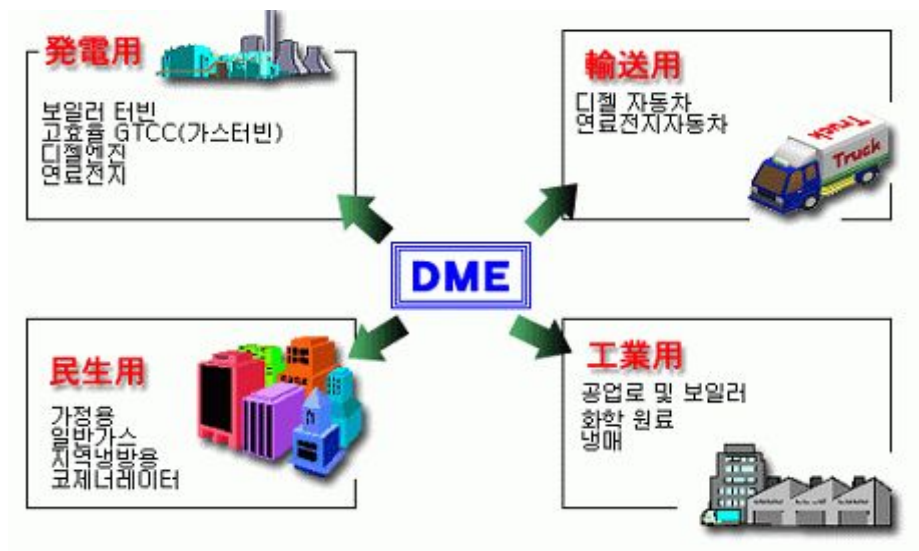 発電用
보일러 터빈
고효율 GTCC(가스터빈)
디젤엔진
연료전지
輸送用
디젤 자동차
연료전지자동차
Truck
Truck
DME
民生用
가정용
일반가스
지역냉방용
코제너레이터
工業用
공업로 및 보일러
화학 원료
냉매